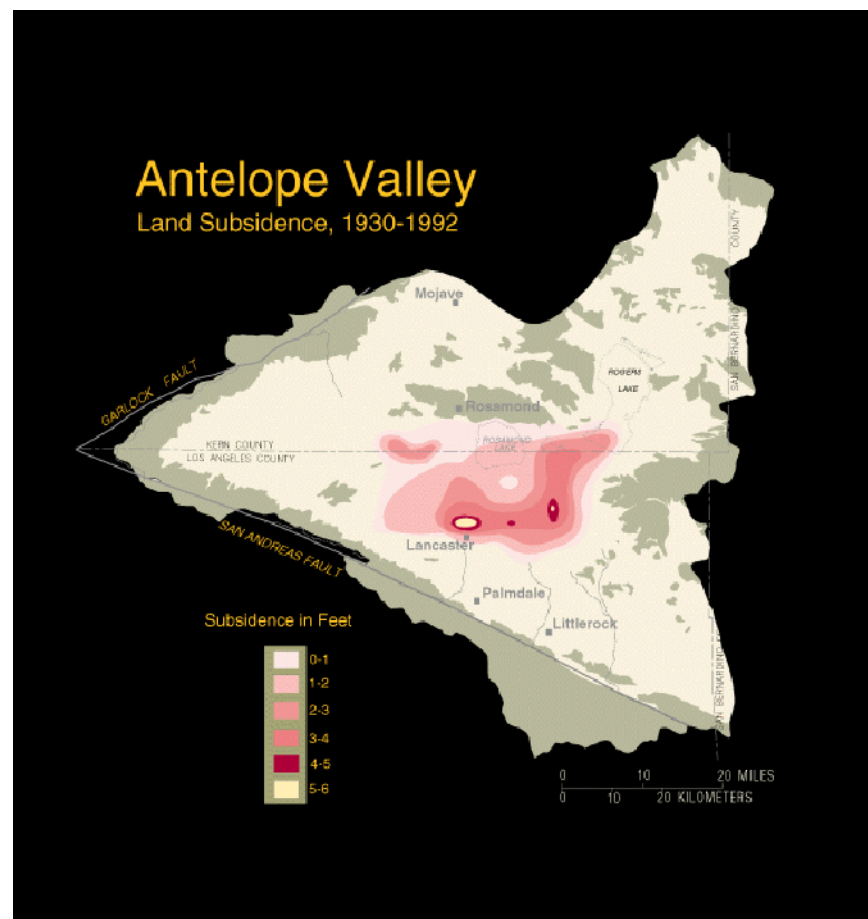 Antelope Valley
Land Subsidence, 1930-1992
COUNTY
SAN BERNARDINO
Mojave
GARLOCK FAULT
ROGERS
LAKE
Rosamond
ROSAMOND
LAKE
KERN COUNTY
LOS ANGELES COUNTY
SAN ANDREAS FAULT
Lancaster
Palmdale
Littlerock
SAN BERNARDINO
Subsidence in Feet
0-1
1-2
2-3
3-4
4-5
5-6
0 10 20 MILES
0 10 20 KILOMETERS